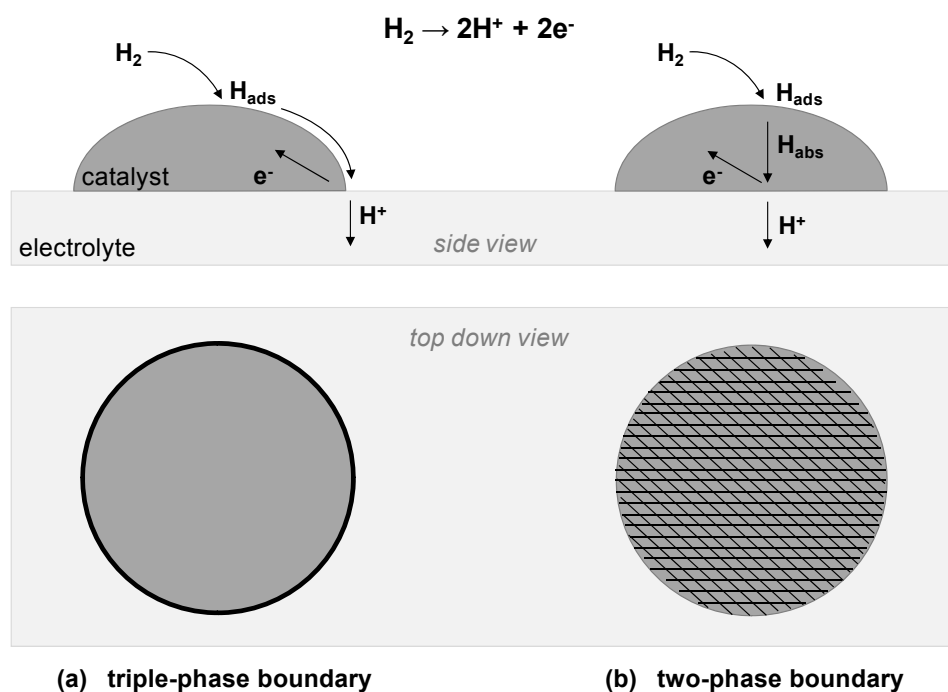 H₂ → 2H⁺ + 2e⁻
H₂
H_ads
catalyst
e⁻
H⁺
electrolyte
side view
H₂
H_ads
H_abs
e⁻
H⁺
top down view
(a) triple-phase boundary
(b) two-phase boundary